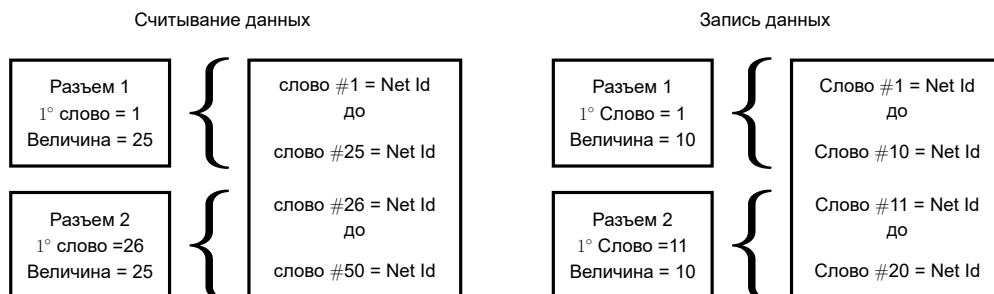 Считывание данных
Разъем 1
1° слово = 1
Величина = 25
слово #1 = Net Id
до
слово #25 = Net Id
Разъем 2
1° слово =26
Величина = 25
слово #26 = Net Id
до
слово #50 = Net Id
Запись данных
Разъем 1
1° Слово = 1
Величина = 10
Слово #1 = Net Id
до
Слово #10 = Net Id
Разъем 2
1° Слово =11
Величина = 10
Слово #11 = Net Id
до
Слово #20 = Net Id